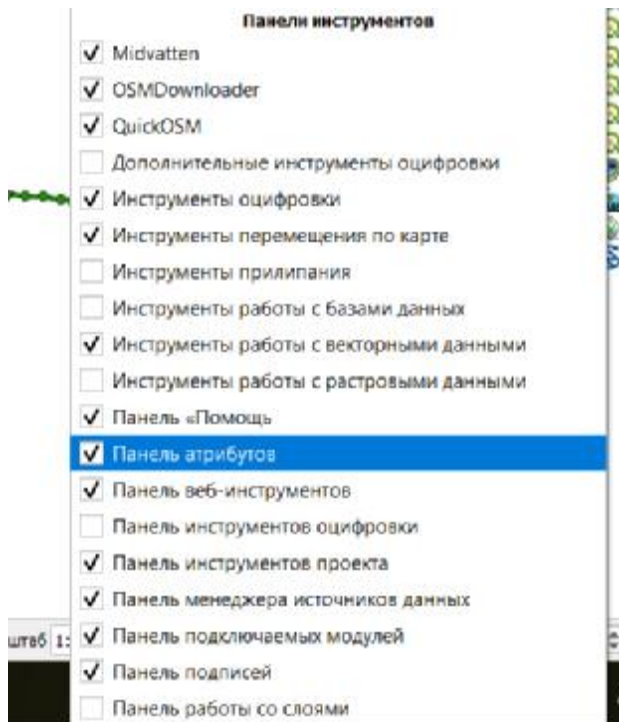 Панели инструментов
Midvatten
OSMDownloader
QuickOSM
Дополнительные инструменты оцифровки
Инструменты оцифровки
Инструменты перемещения по карте
Инструменты прилипания
Инструменты работы с базами данных
Инструменты работы с векторными данными
Инструменты работы с растровыми данными
Панель «Помощь
Панель атрибутов
Панель веб-инструментов
Панель инструментов оцифровки
Панель инструментов проекта
Панель менеджера источников данных
штаб 1:
Панель подключаемых модулей
Панель подписей
Панель работы со слоями